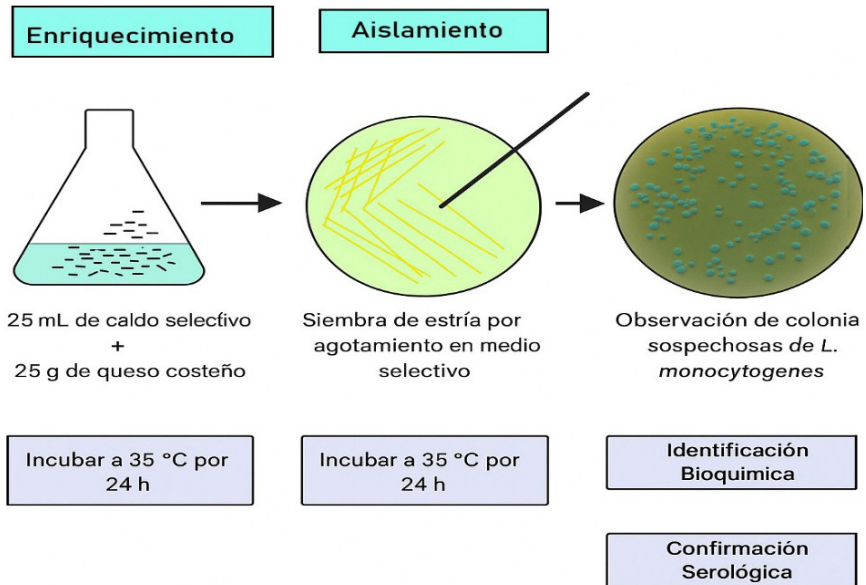 Enriquecimiento
Aislamiento
25 mL de caldo selectivo
+
25 g de queso costeño
Siembra de estría por
agotamiento en medio
selectivo
Observación de colonia
sospechosas de L.
monocytogenes
Incubar a 35 °C por
24 h
Incubar a 35 °C por
24 h
Identificación
Bioquimica
Confirmación
Serológica